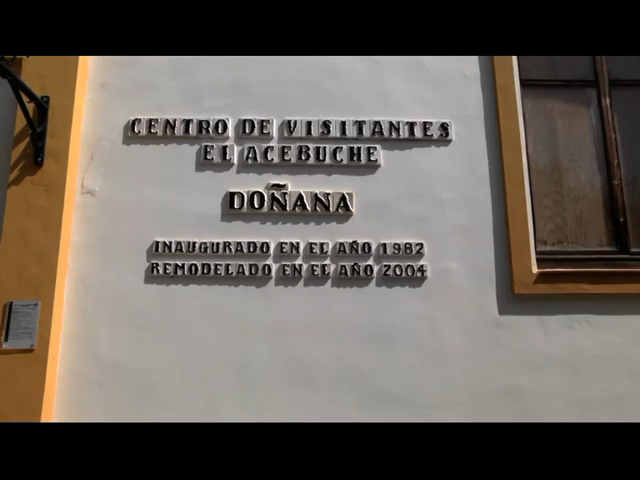 CENTRO DE VISITANTES
EL ACEBUCHE
DOÑANA
INAUGURADO EN EL AÑO 1982
REMODELADO EN EL AÑO 2004